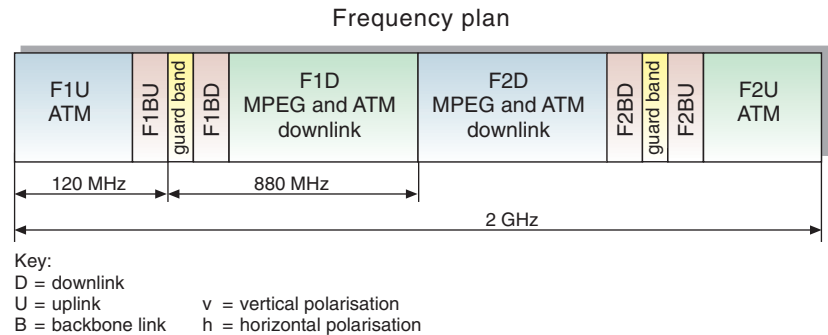 Frequency plan
F1U
ATM
F1BU
guard band
F1BD
F1D
MPEG and ATM
downlink
F2D
MPEG and ATM
downlink
F2BD
guard band
F2BU
F2U
ATM
120 MHz
880 MHz
2 GHz
Key:
D = downlink
U = uplink
v = vertical polarisation
B = backbone link
h = horizontal polarisation